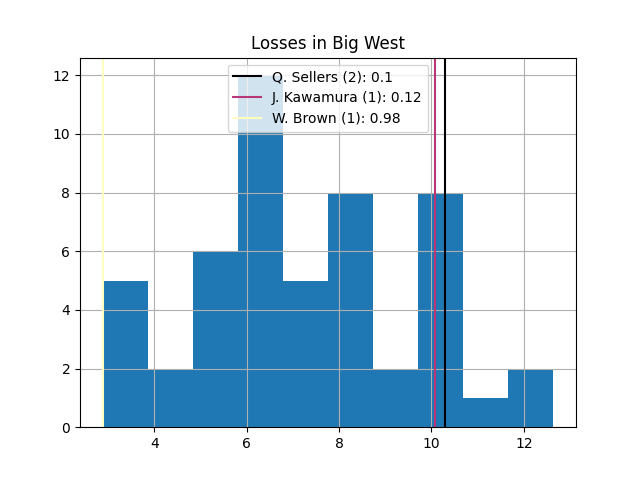 Losses in Big West
Q. Sellers (2): 0.1
J. Kawamura (1): 0.12
W. Brown (1): 0.98
12
10
8
6
4
2
0
4 6 8 10 12